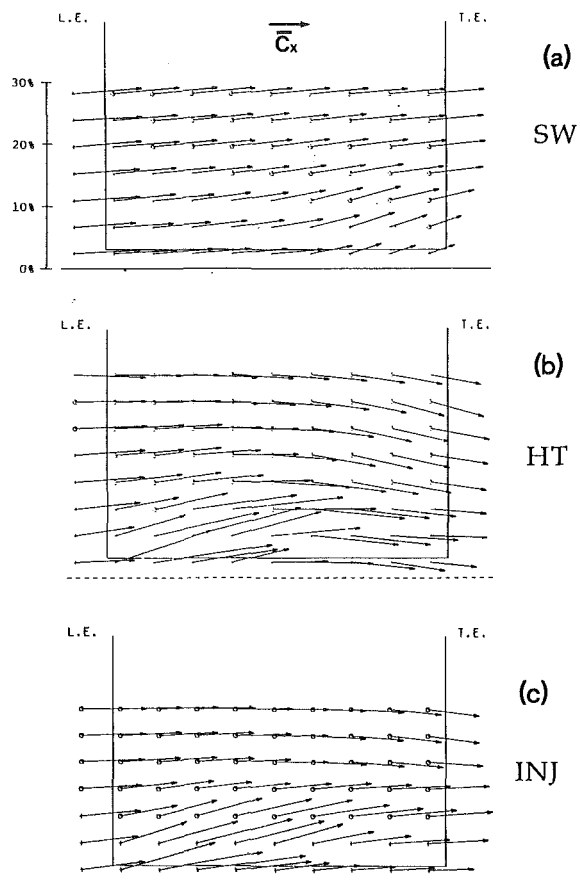 L.E.
C̅x
T.E.
(a)
SW
30%
20%
10%
0%
L.E.
T.E.
(b)
HT
L.E.
T.E.
(c)
INJ